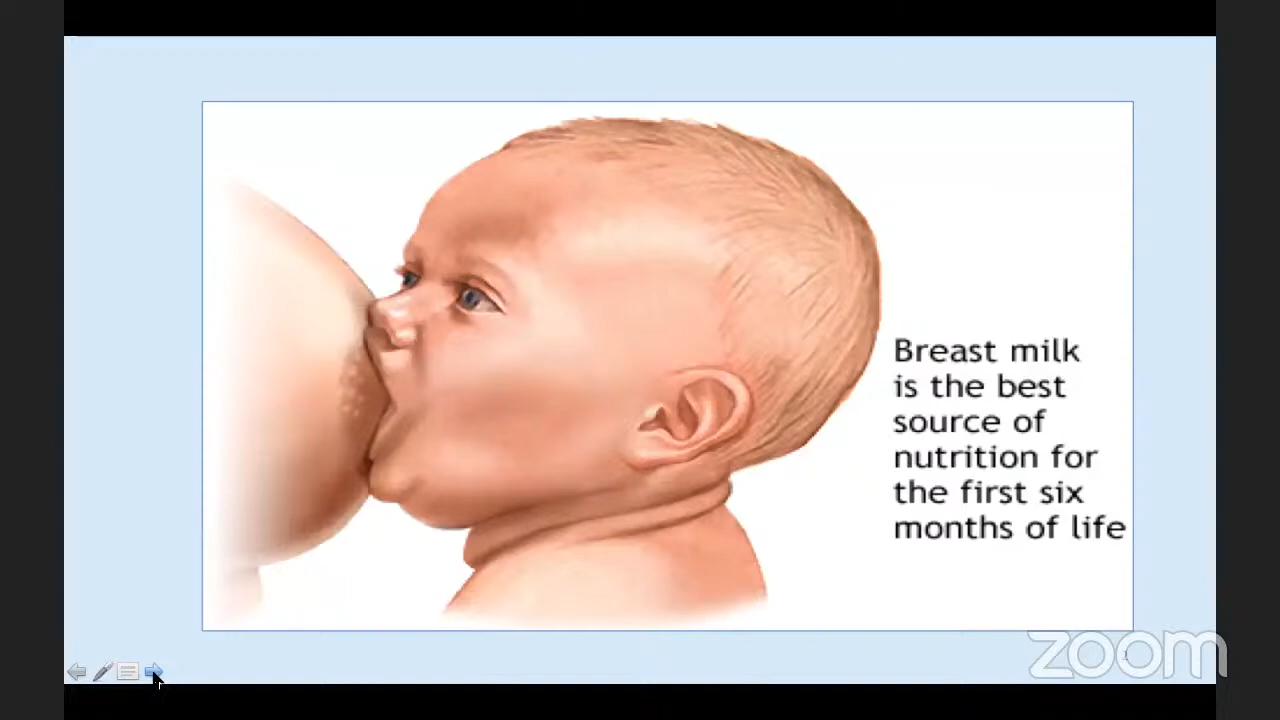 Breast milk
is the best
source of
nutrition for
the first six
months of life
zoom